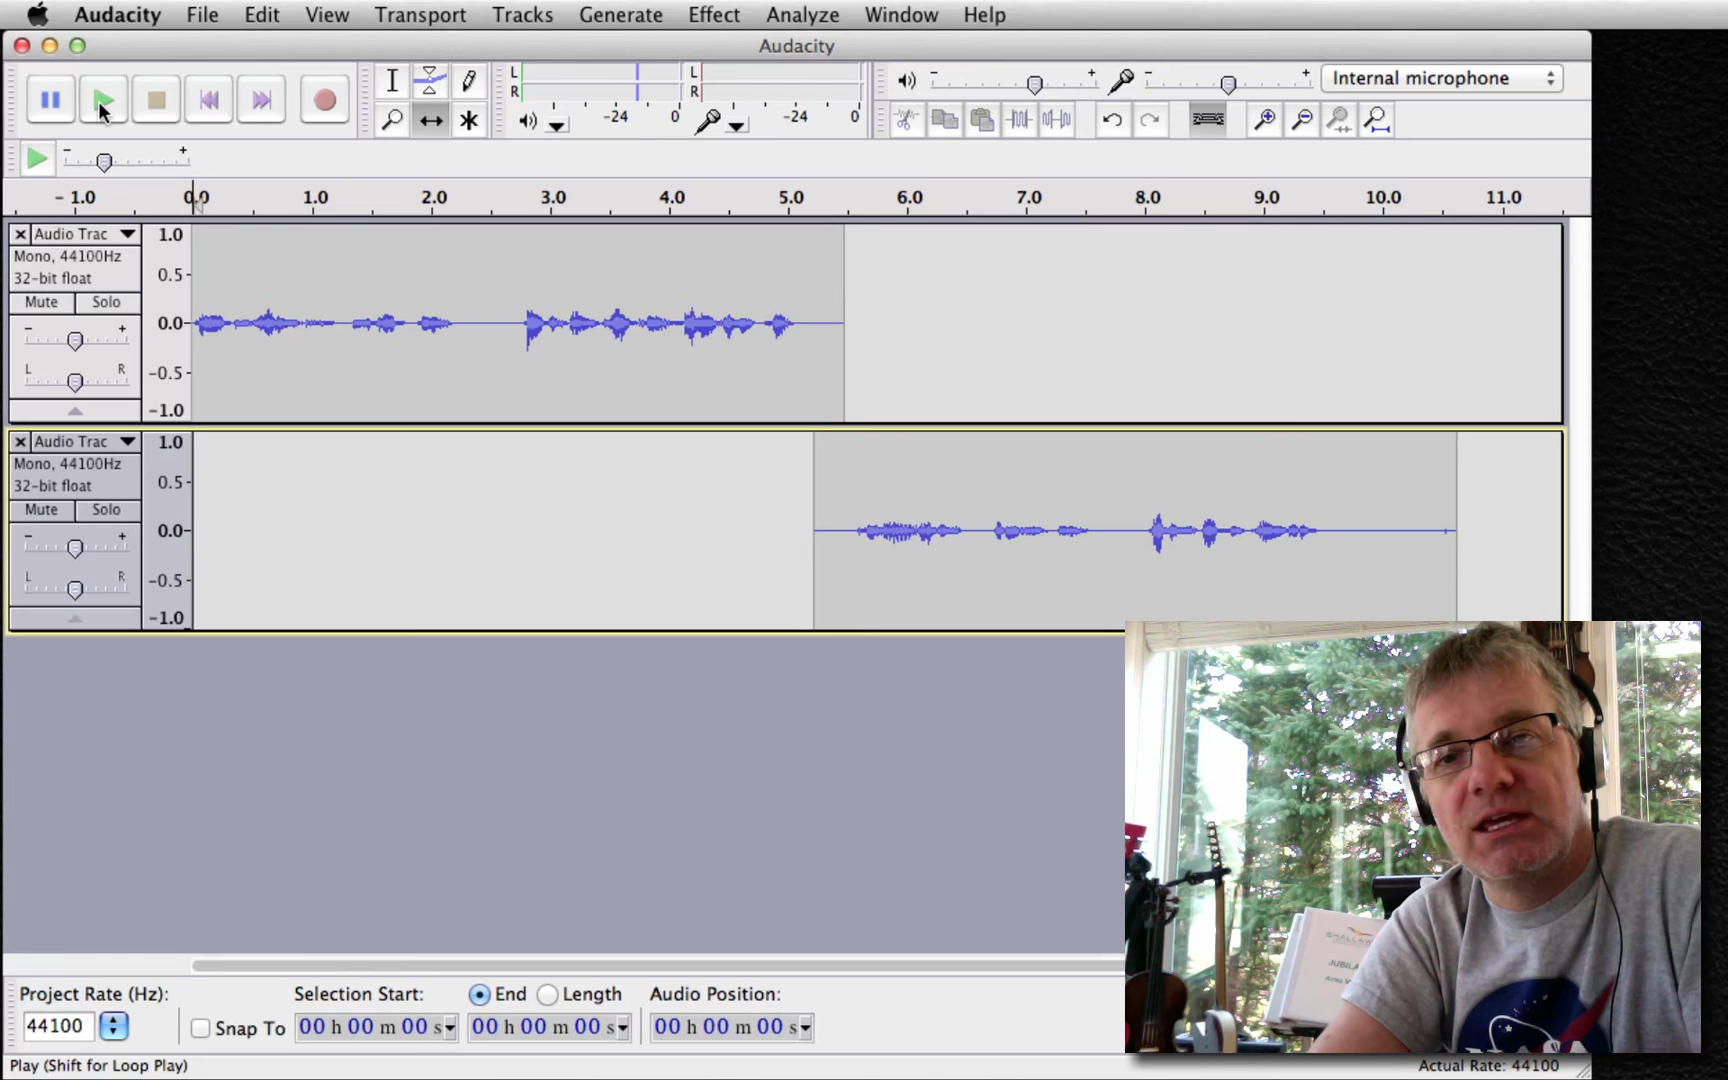 Audacity File Edit View Transport Tracks Generate Effect Analyze Window Help
Audacity
L R -24 0
L R -24 0
- + - + Internal microphone
- +
- 1.0 0.0 1.0 2.0 3.0 4.0 5.0 6.0 7.0 8.0 9.0 10.0 11.0
Audio Trac
Mono, 44100Hz
32-bit float
Mute Solo
- +
L R
1.0
0.5
0.0
-0.5
-1.0
Audio Trac
Mono, 44100Hz
32-bit float
Mute Solo
- +
L R
1.0
0.5
0.0
-0.5
-1.0
Project Rate (Hz): Selection Start: End Length Audio Position:
44100 Snap To 00 h 00 m 00 s 00 h 00 m 00 s 00 h 00 m 00 s
Play (Shift for Loop Play) Actual Rate: 44100